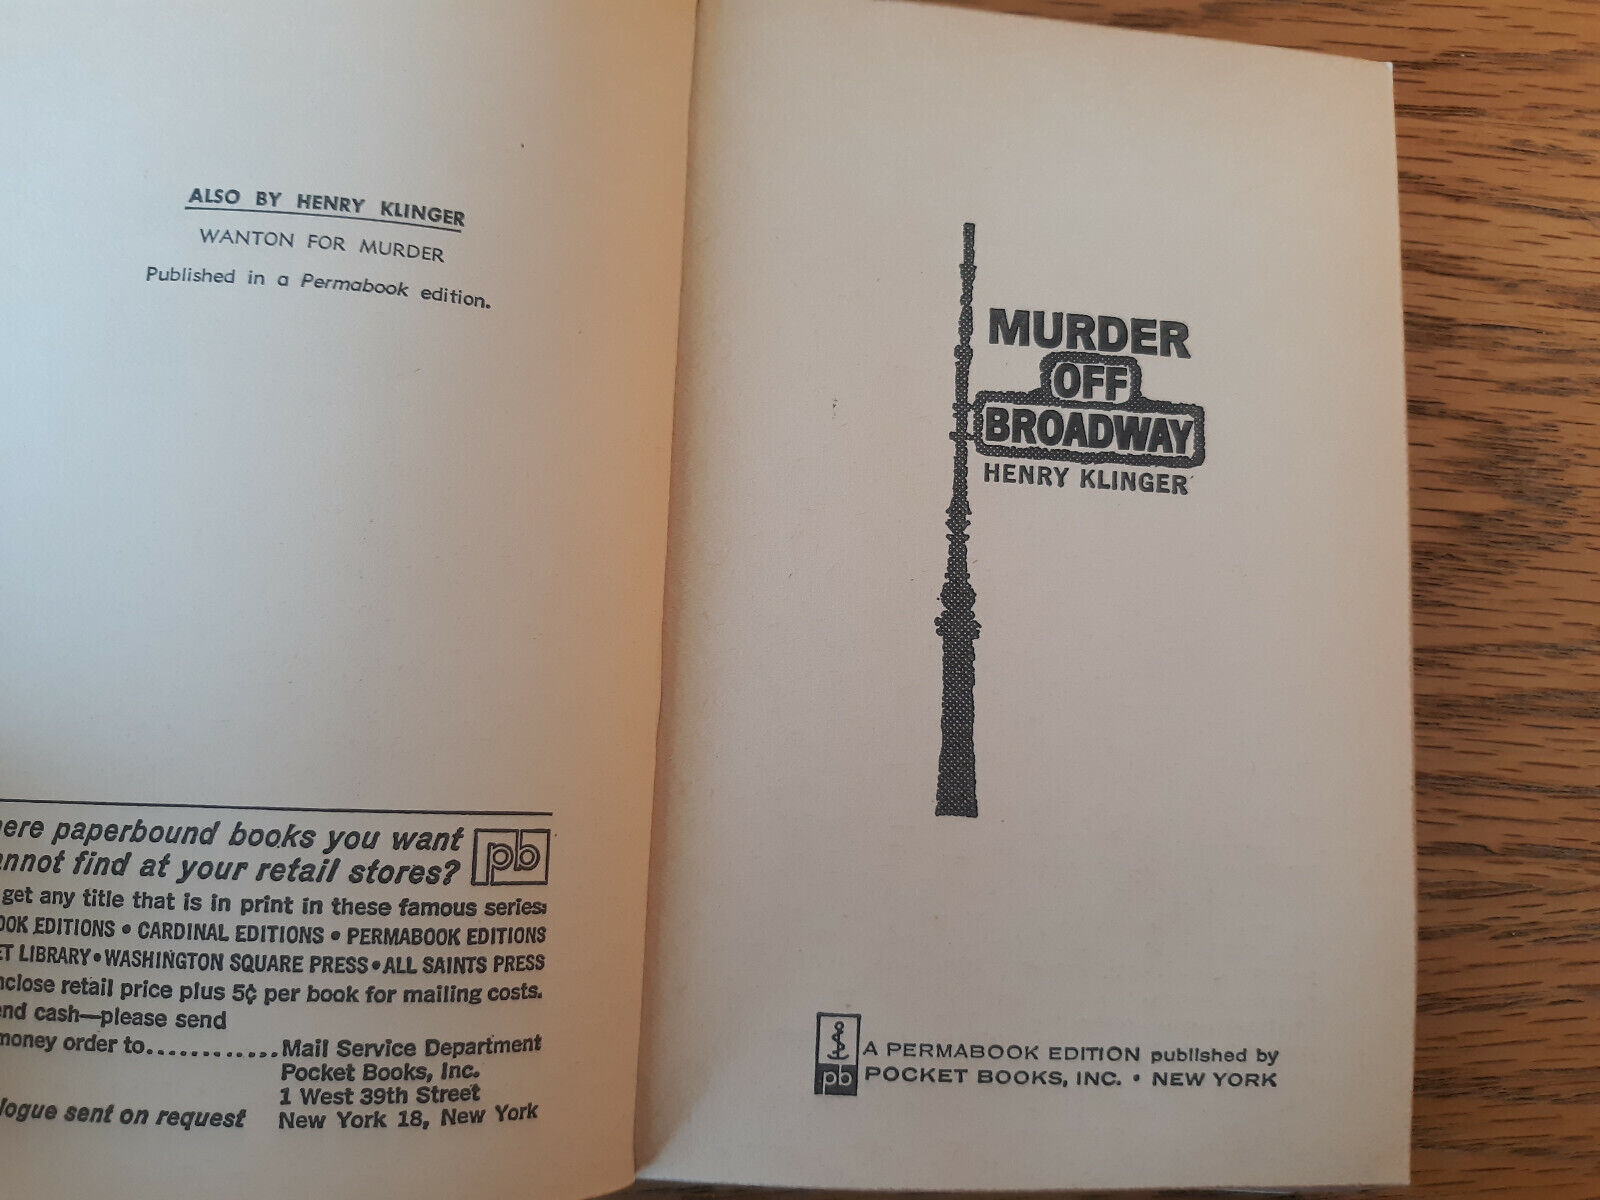 ALSO BY HENRY KLINGER
WANTON FOR MURDER
Published in a Permabook edition.
paperbound books you want
find at your retail stores?
pb
get any title that is in print in these famous series:
EDITIONS • CARDINAL EDITIONS • PERMABOOK EDITIONS
LIBRARY • WASHINGTON SQUARE PRESS • ALL SAINTS PRESS
retail price plus 5¢ per book for mailing costs.
cash—please send
money order to............Mail Service Department
Pocket Books, Inc.
1 West 39th Street
sent on request New York 18, New York
MURDER
OFF
BROADWAY
HENRY KLINGER
pb
A PERMABOOK EDITION published by
POCKET BOOKS, INC. • NEW YORK